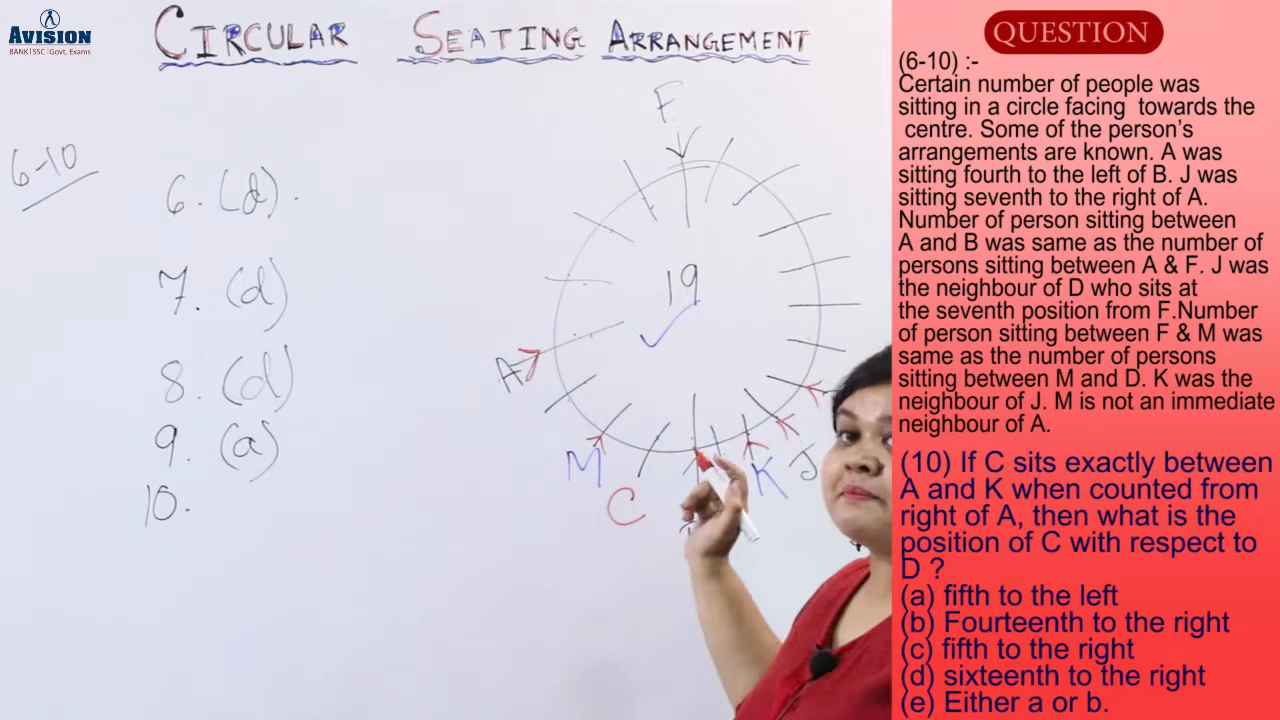 AVISION
BANK|SSC|Govt. Exams
CIRCULAR SEATING ARRANGEMENT
6-10
6. (d).
7. (d)
8. (d)
9. (a)
10.
F
19
A
M
C
K
J
QUESTION
(6-10) :-
Certain number of people was
sitting in a circle facing towards the
centre. Some of the person's
arrangements are known. A was
sitting fourth to the left of B. J was
sitting seventh to the right of A.
Number of person sitting between
A and B was same as the number of
persons sitting between A & F. J was
the neighbour of D who sits at
the seventh position from F.Number
of person sitting between F & M was
same as the number of persons
sitting between M and D. K was the
neighbour of J. M is not an immediate
neighbour of A.
(10) If C sits exactly between
A and K when counted from
right of A, then what is the
position of C with respect to
D ?
(a) fifth to the left
(b) Fourteenth to the right
(c) fifth to the right
(d) sixteenth to the right
(e) Either a or b.